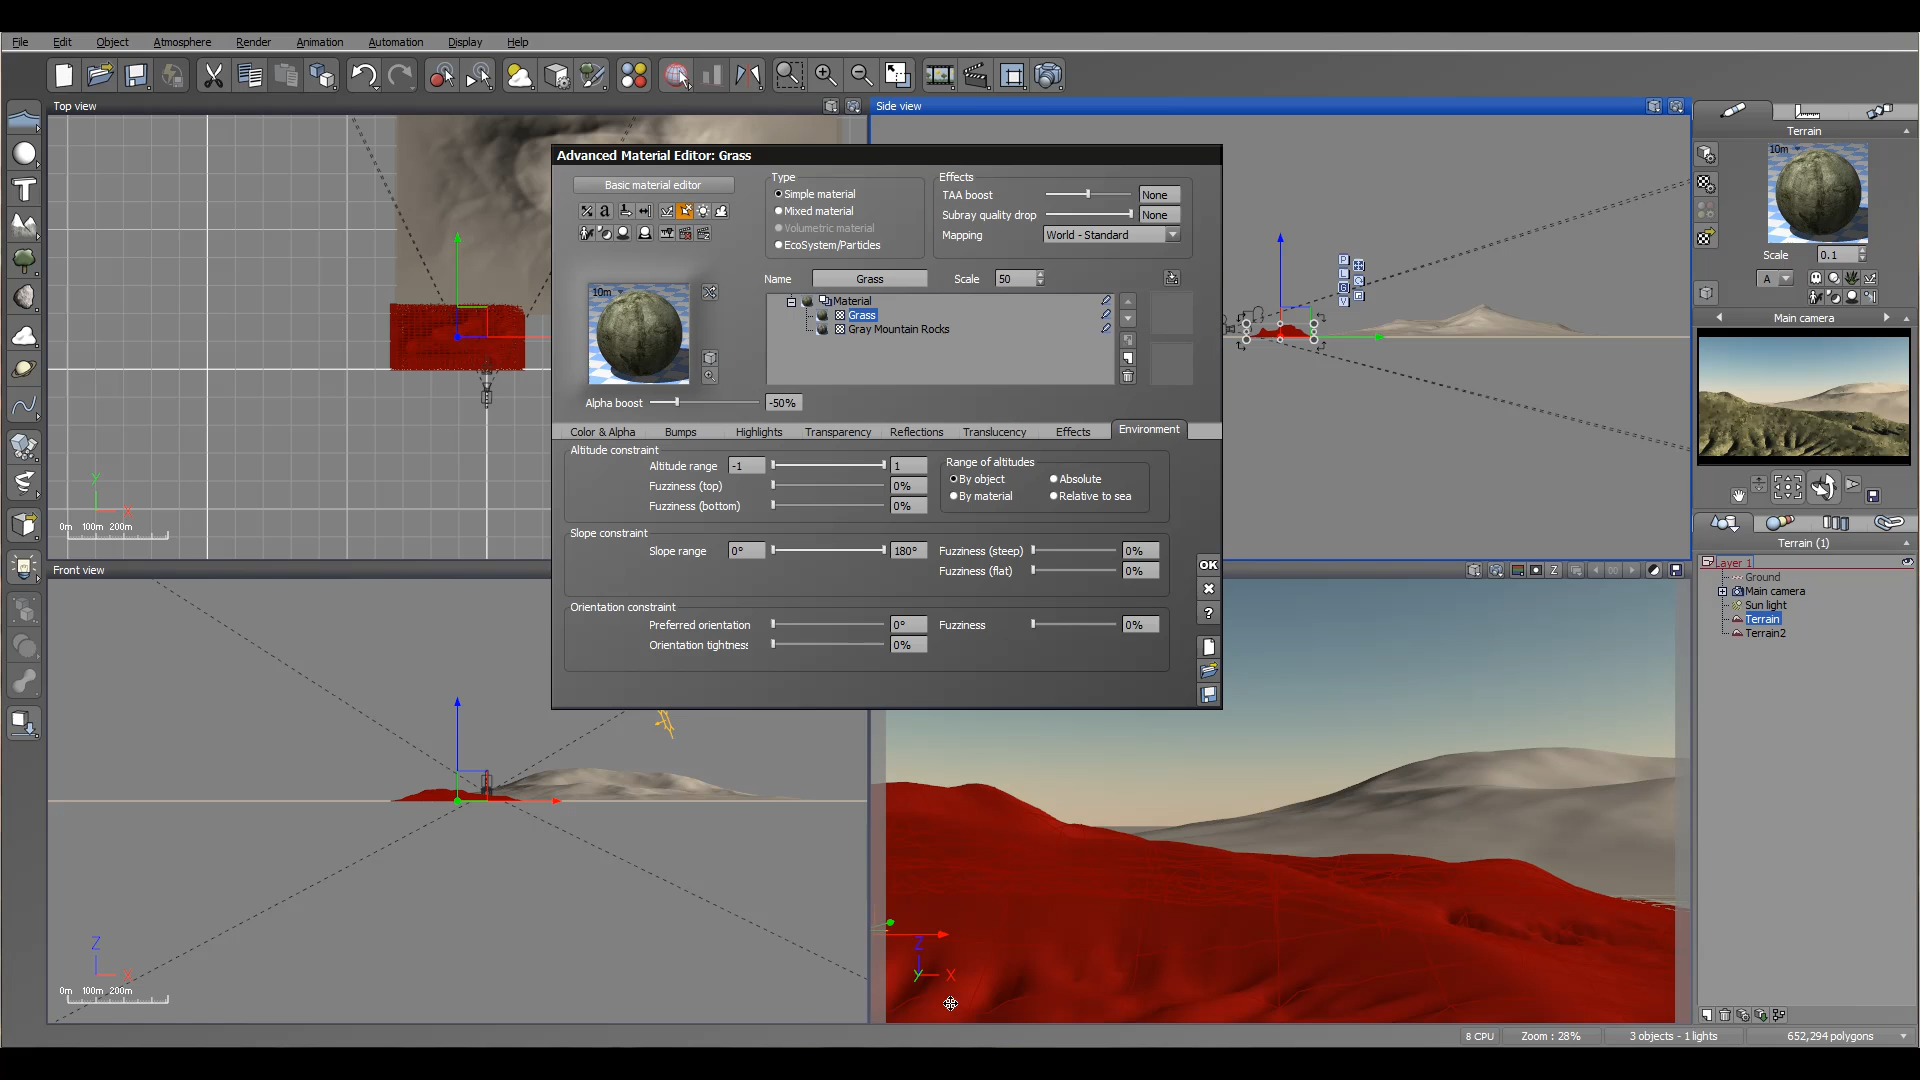 File Edit Object Atmosphere Render Animation Automation Display Help
Top view
Side view
Terrain
10m
Scale 0.1
A
Main camera
Terrain (1)
Layer 1
Ground
Main camera
Sun light
Terrain
Terrain2
Advanced Material Editor: Grass
Basic material editor
Type
Simple material
Mixed material
Volumetric material
EcoSystem/Particles
Effects
TAA boost None
Subray quality drop None
Mapping World - Standard
Name Grass Scale 50
10m
Material
Grass
Gray Mountain Rocks
Alpha boost -50%
Color & Alpha Bumps Highlights Transparency Reflections Translucency Effects Environment
Altitude constraint
Altitude range -1 1
Fuzziness (top) 0%
Fuzziness (bottom) 0%
Range of altitudes
By object Absolute
By material Relative to sea
Slope constraint
Slope range 0° 180° Fuzziness (steep) 0%
Fuzziness (flat) 0%
Orientation constraint
Preferred orientation 0° Fuzziness 0%
Orientation tightness 0%
OK
?
P
L
G
V
Y
X
0m 100m 200m
Front view
Z
X
0m 100m 200m
Z
Z
Y X
8 CPU Zoom : 28% 3 objects - 1 lights 652,294 polygons